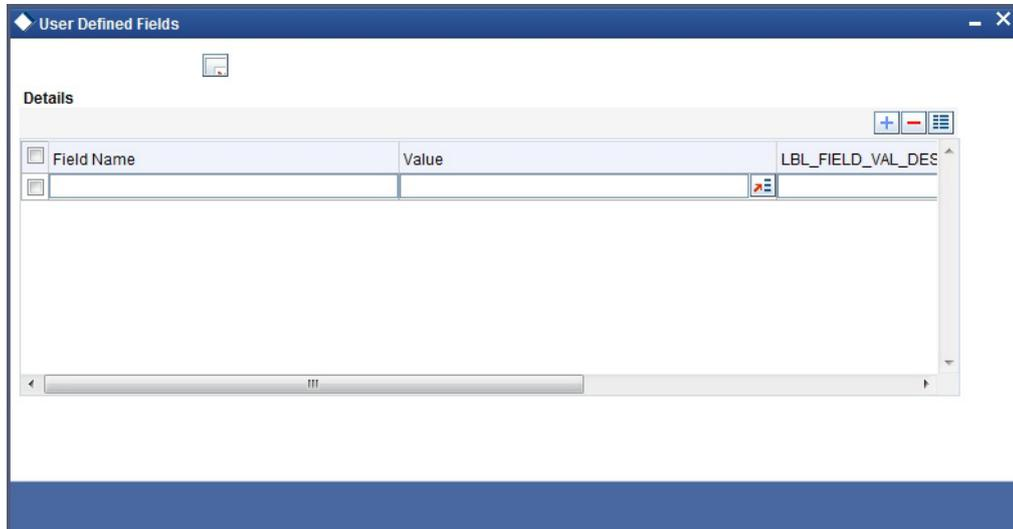 User Defined Fields
Details
Field Name Value LBL_FIELD_VAL_DES